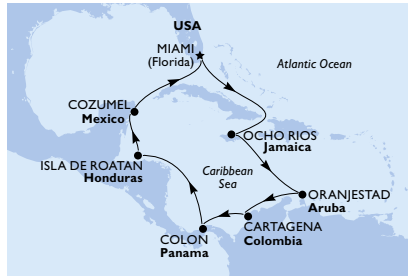 USA
MIAMI
(Florida)
Atlantic Ocean
COZUMEL
Mexico
OCHO RIOS
Jamaica
ISLA DE ROATAN
Honduras
Caribbean
Sea
ORANJESTAD
Aruba
CARTAGENA
Colombia
COLON
Panama